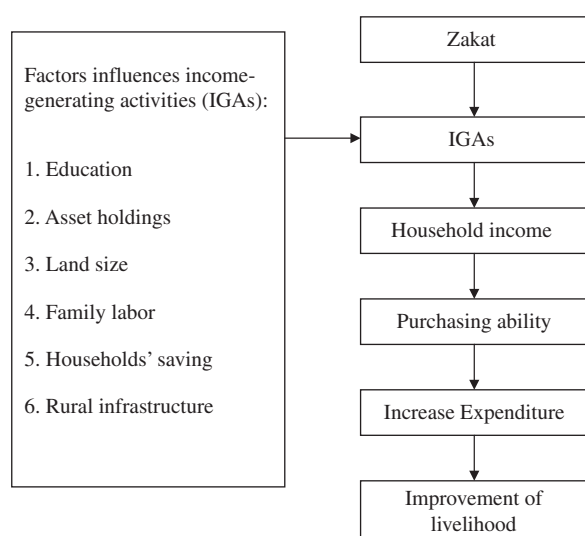 Factors influences income-
generating activities (IGAs):
1. Education
2. Asset holdings
3. Land size
4. Family labor
5. Households’ saving
6. Rural infrastructure
Zakat
IGAs
Household income
Purchasing ability
Increase Expenditure
Improvement of
livelihood